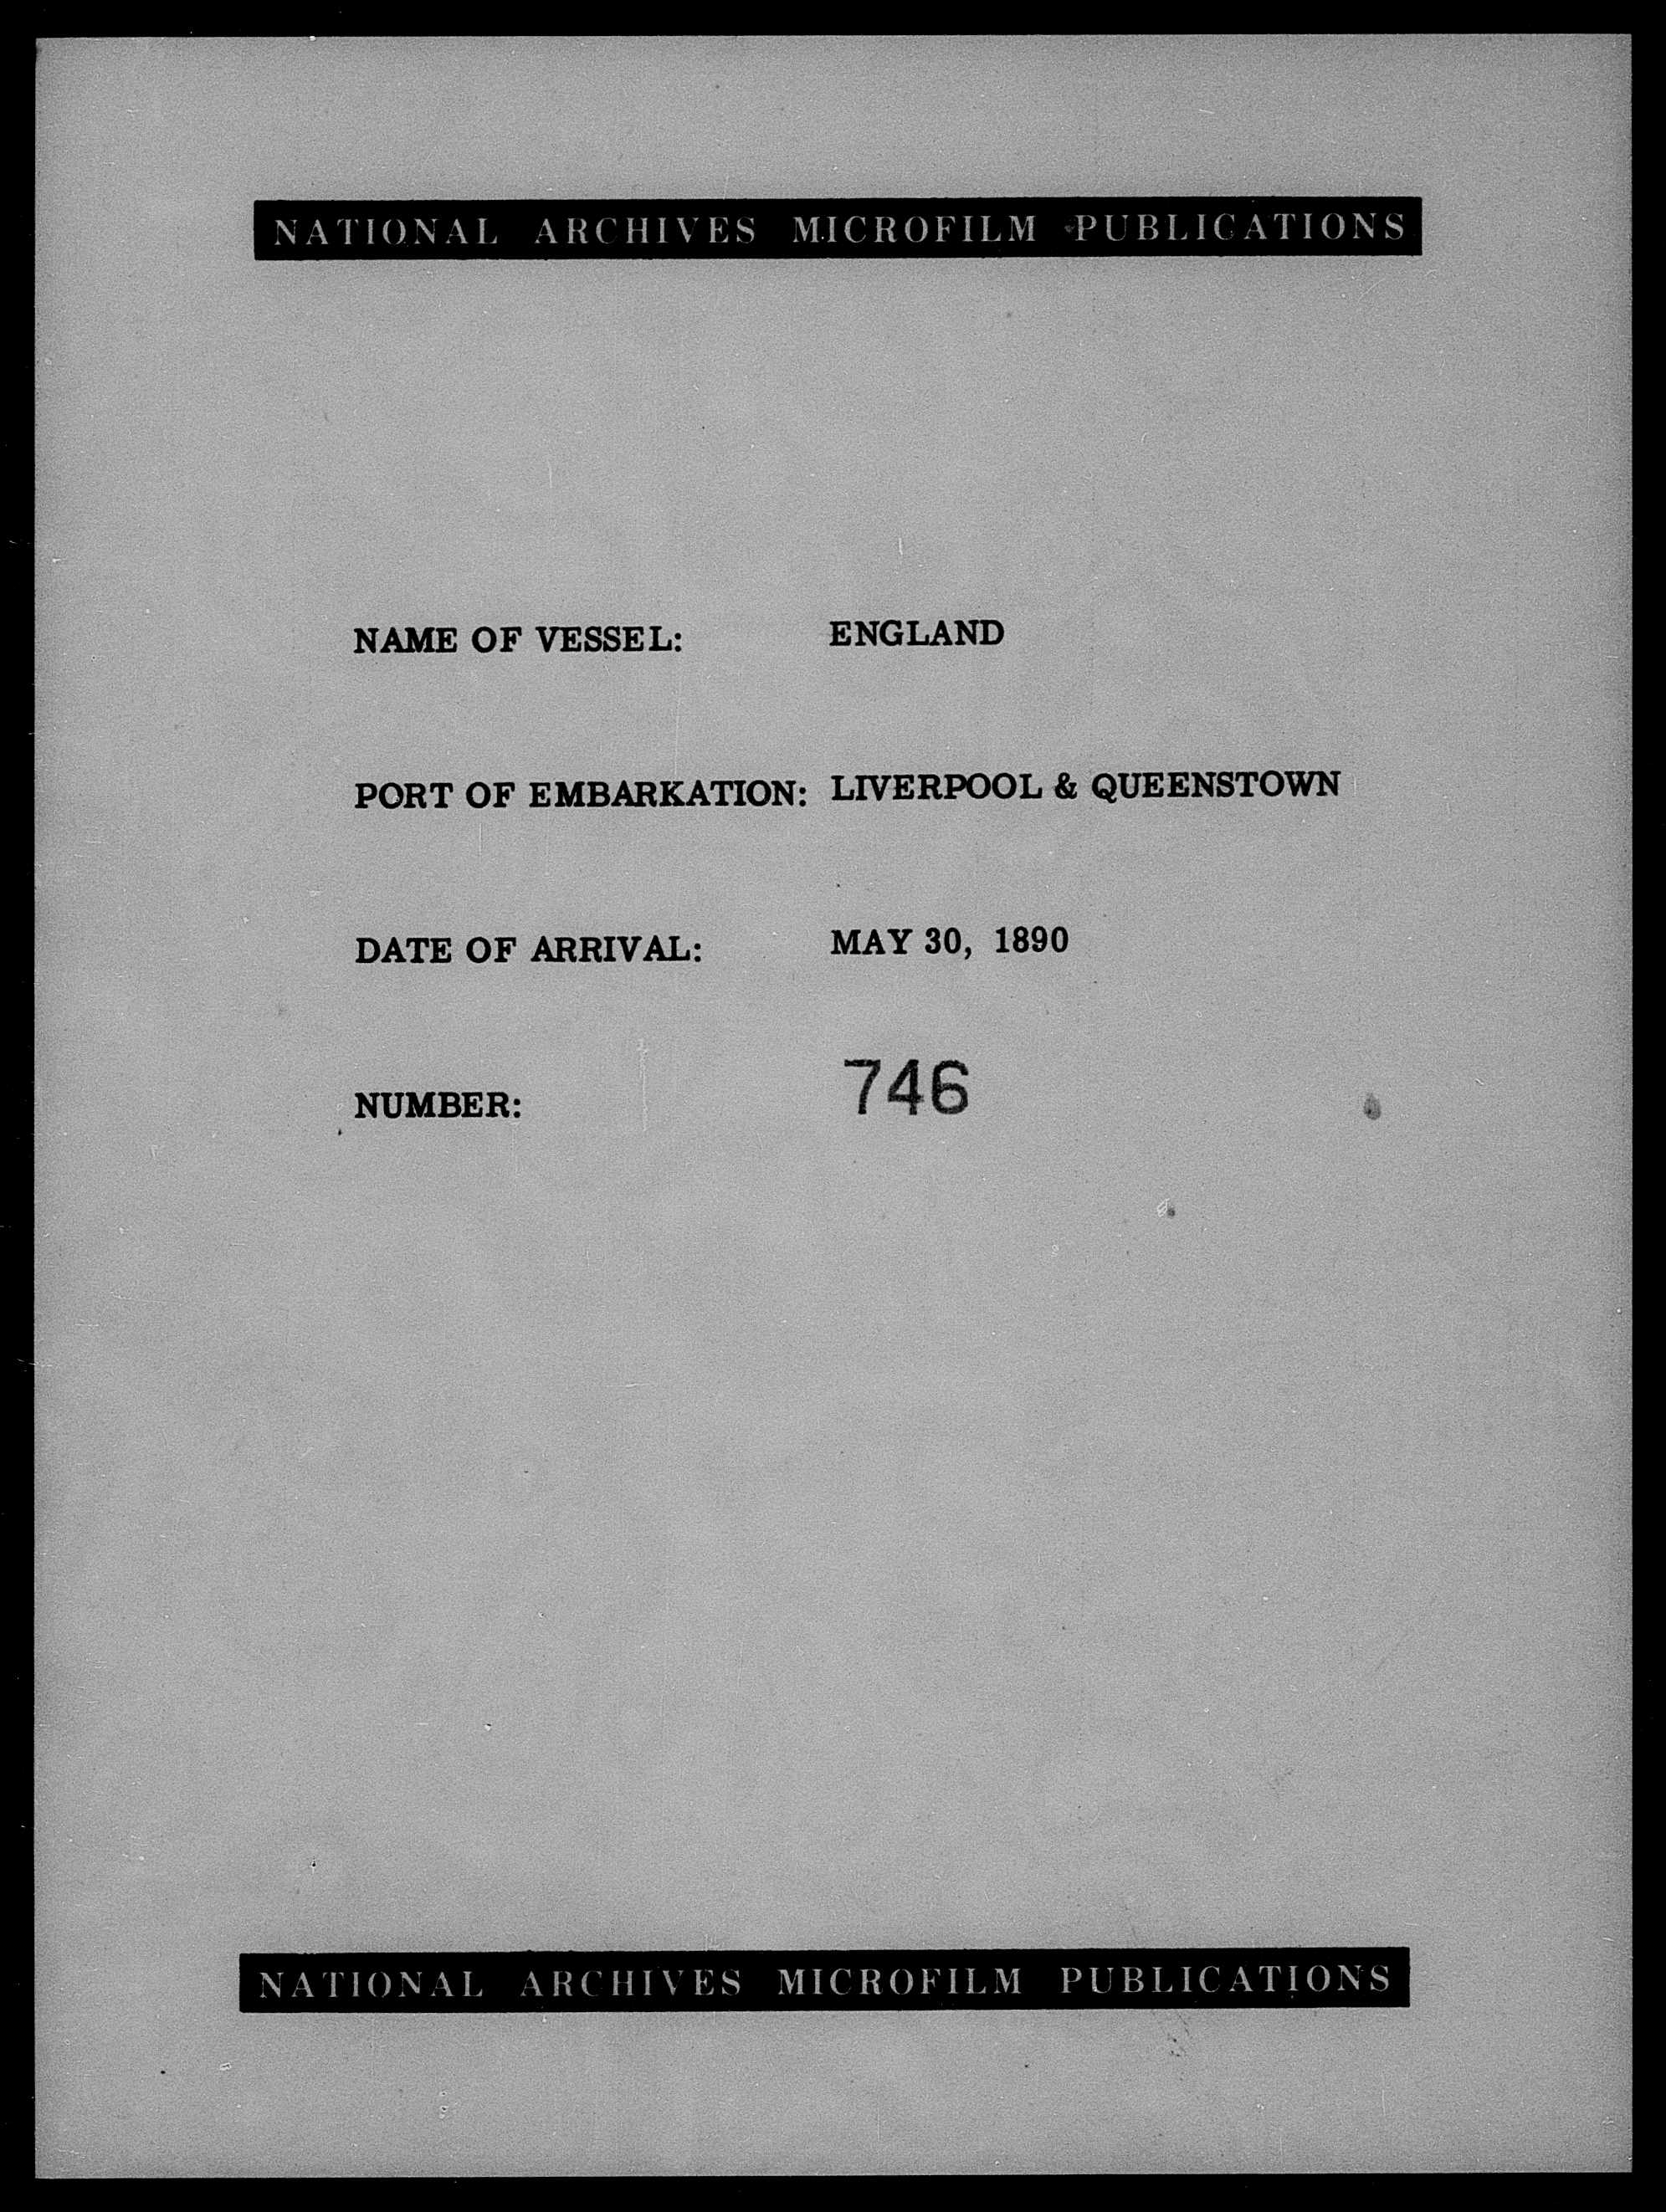 NATIONAL ARCHIVES MICROFILM PUBLICATIONS
NAME OF VESSEL: ENGLAND
PORT OF EMBARKATION: LIVERPOOL & QUEENSTOWN
DATE OF ARRIVAL: MAY 30, 1890
NUMBER: 746
NATIONAL ARCHIVES MICROFILM PUBLICATIONS